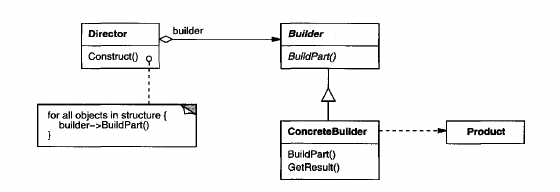 Director
builder
Builder
Construct()
BuildPart()
for all objects in structure {
builder->BuildPart()
}
ConcreteBuilder
Product
BuildPart()
GetResult()